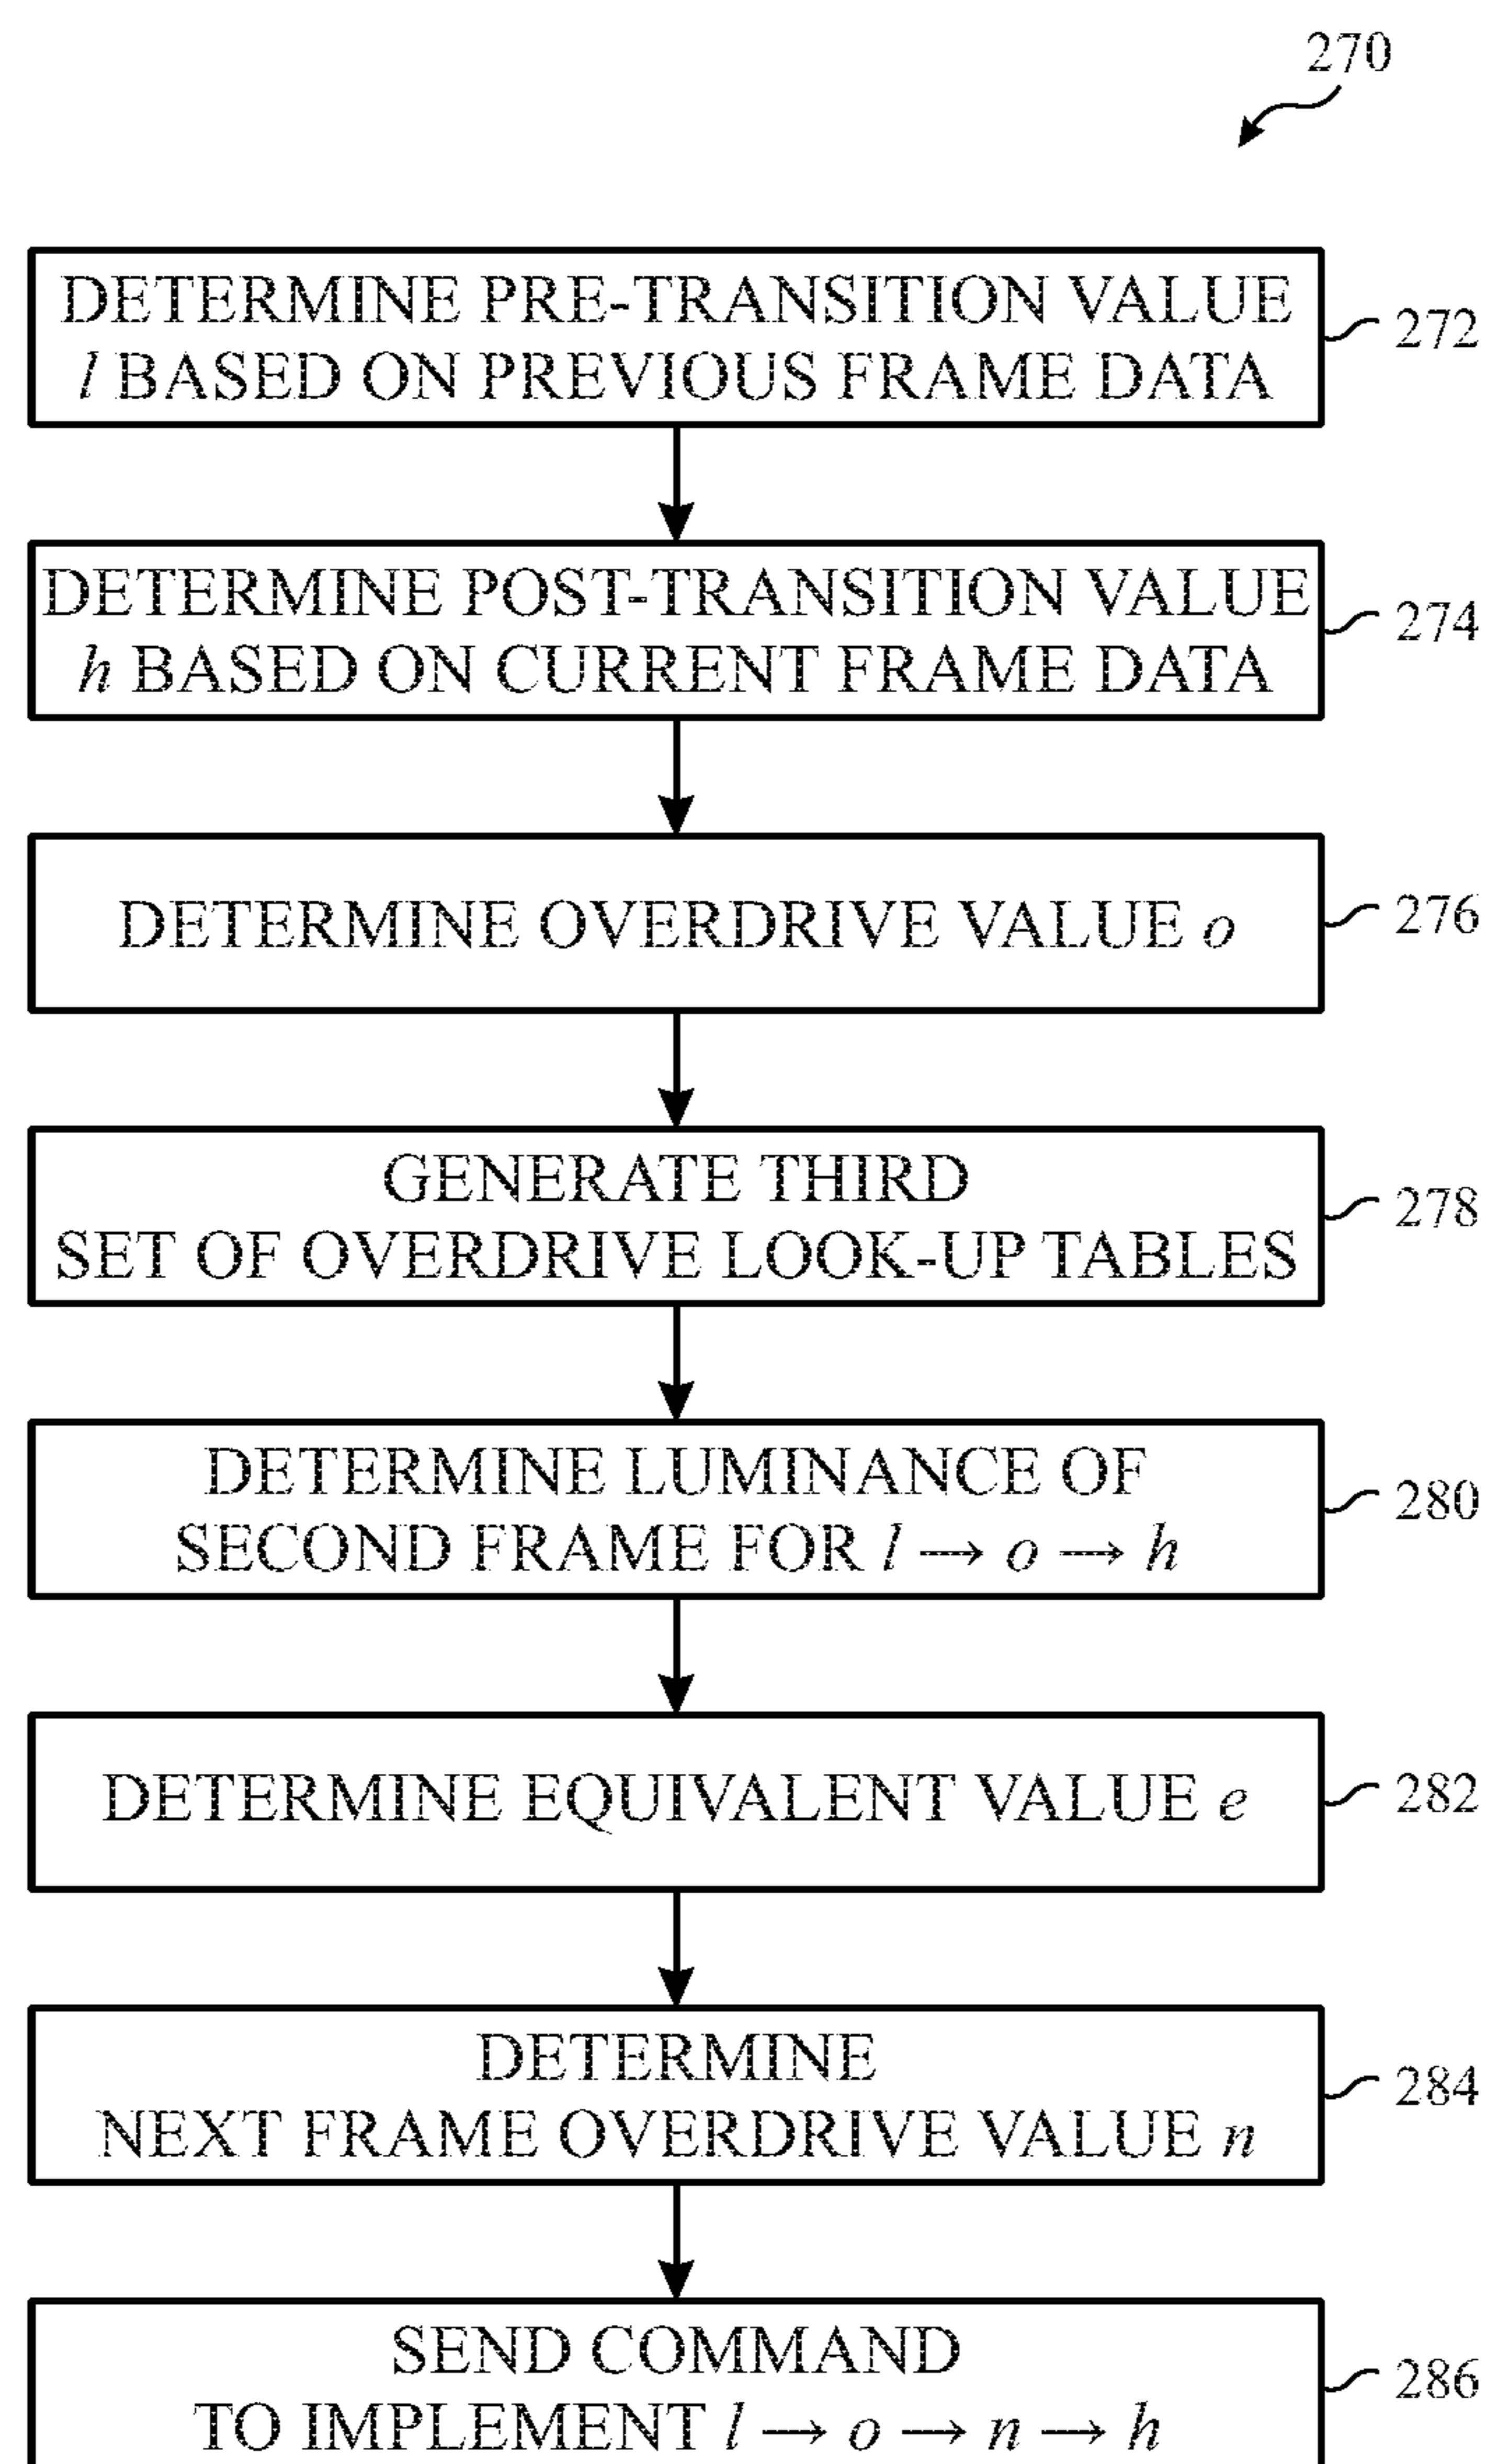 270
DETERMINE PRE-TRANSITION VALUE
l BASED ON PREVIOUS FRAME DATA
272
DETERMINE POST-TRANSITION VALUE
h BASED ON CURRENT FRAME DATA
274
DETERMINE OVERDRIVE VALUE o
276
GENERATE THIRD
SET OF OVERDRIVE LOOK-UP TABLES
278
DETERMINE LUMINANCE OF
SECOND FRAME FOR l → o → h
280
DETERMINE EQUIVALENT VALUE e
282
DETERMINE
NEXT FRAME OVERDRIVE VALUE n
284
SEND COMMAND
TO IMPLEMENT l → o → n → h
286